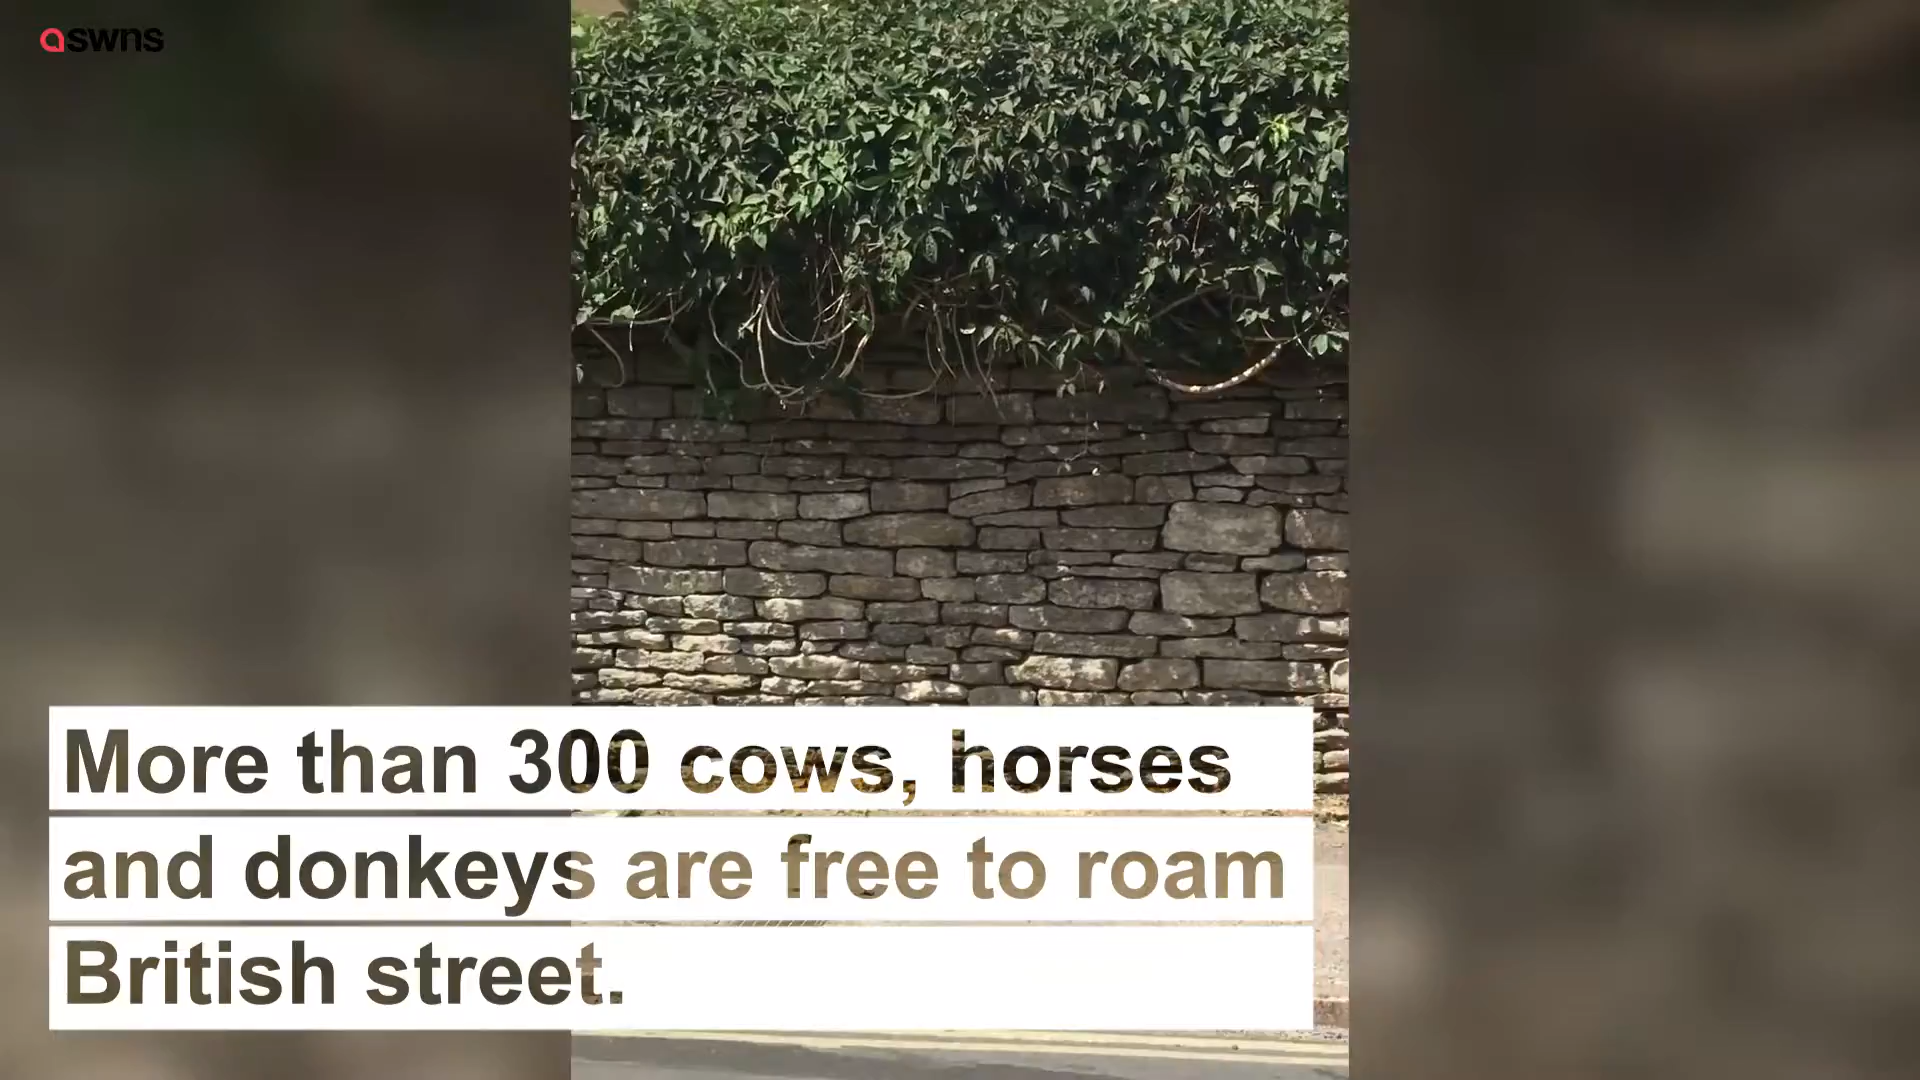 swns
More than 300 cows, horses
and donkeys are free to roam
British street.